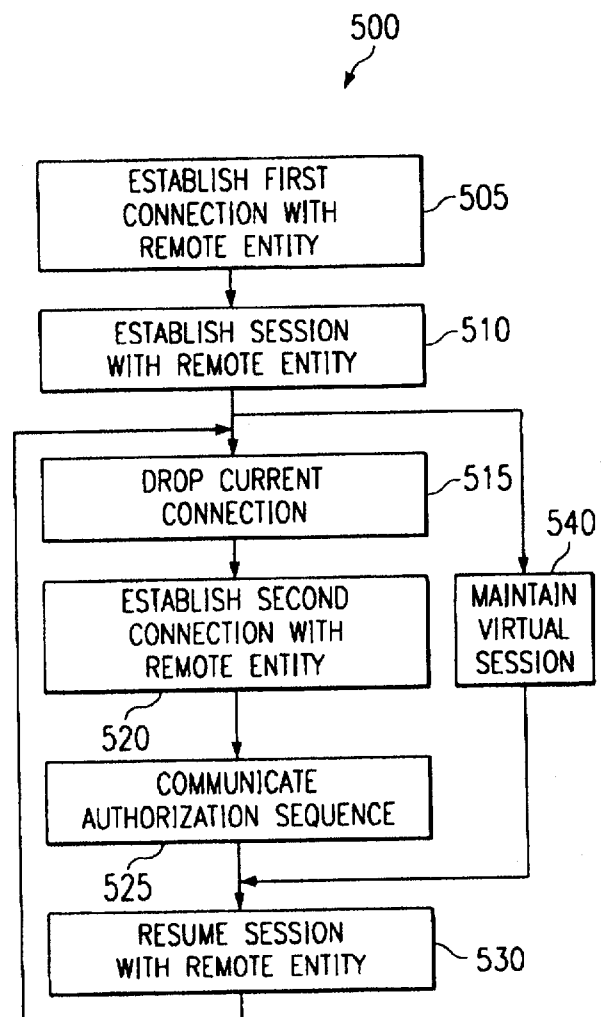 500
ESTABLISH FIRST
CONNECTION WITH
REMOTE ENTITY
505
ESTABLISH SESSION
WITH REMOTE ENTITY
510
DROP CURRENT
CONNECTION
515
ESTABLISH SECOND
CONNECTION WITH
REMOTE ENTITY
520
540
MAINTAIN
VIRTUAL
SESSION
COMMUNICATE
AUTHORIZATION SEQUENCE
525
RESUME SESSION
WITH REMOTE ENTITY
530